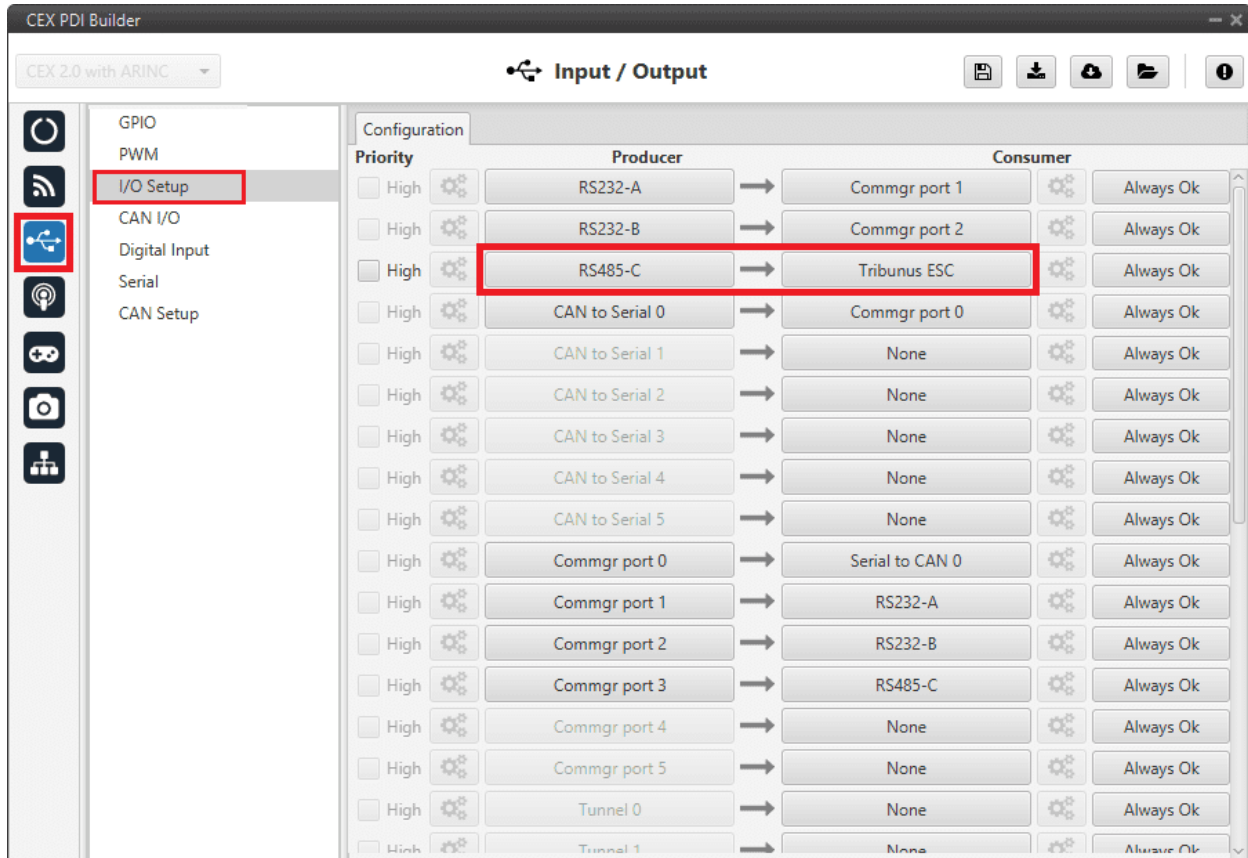 CEX PDI Builder
CEX 2.0 with ARINC
Input / Output
GPIO
PWM
I/O Setup
CAN I/O
Digital Input
Serial
CAN Setup
Configuration
Priority Producer Consumer
High RS232-A Commgr port 1 Always Ok
High RS232-B Commgr port 2 Always Ok
High RS485-C Tribunus ESC Always Ok
High CAN to Serial 0 Commgr port 0 Always Ok
High CAN to Serial 1 None Always Ok
High CAN to Serial 2 None Always Ok
High CAN to Serial 3 None Always Ok
High CAN to Serial 4 None Always Ok
High CAN to Serial 5 None Always Ok
High Commgr port 0 Serial to CAN 0 Always Ok
High Commgr port 1 RS232-A Always Ok
High Commgr port 2 RS232-B Always Ok
High Commgr port 3 RS485-C Always Ok
High Commgr port 4 None Always Ok
High Commgr port 5 None Always Ok
High Tunnel 0 None Always Ok
High Tunnel 1 None Always Ok